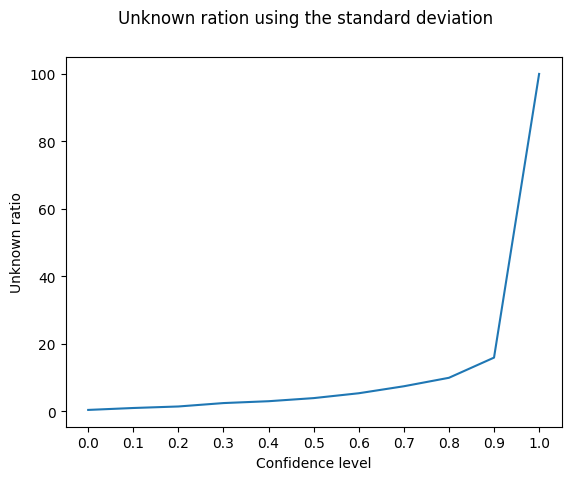 Unknown ration using the standard deviation
100
80
60
40
20
0
Unknown ratio
0.0 0.1 0.2 0.3 0.4 0.5 0.6 0.7 0.8 0.9 1.0
Confidence level